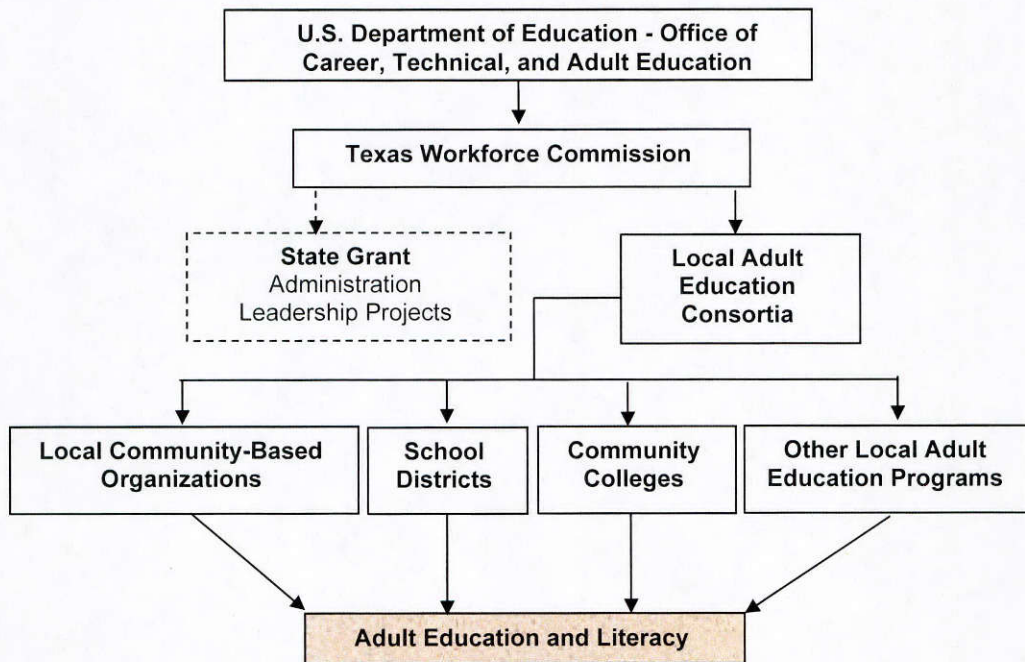 U.S. Department of Education - Office of
Career, Technical, and Adult Education
Texas Workforce Commission
State Grant
Administration
Leadership Projects
Local Adult
Education
Consortia
Local Community-Based
Organizations
School
Districts
Community
Colleges
Other Local Adult
Education Programs
Adult Education and Literacy